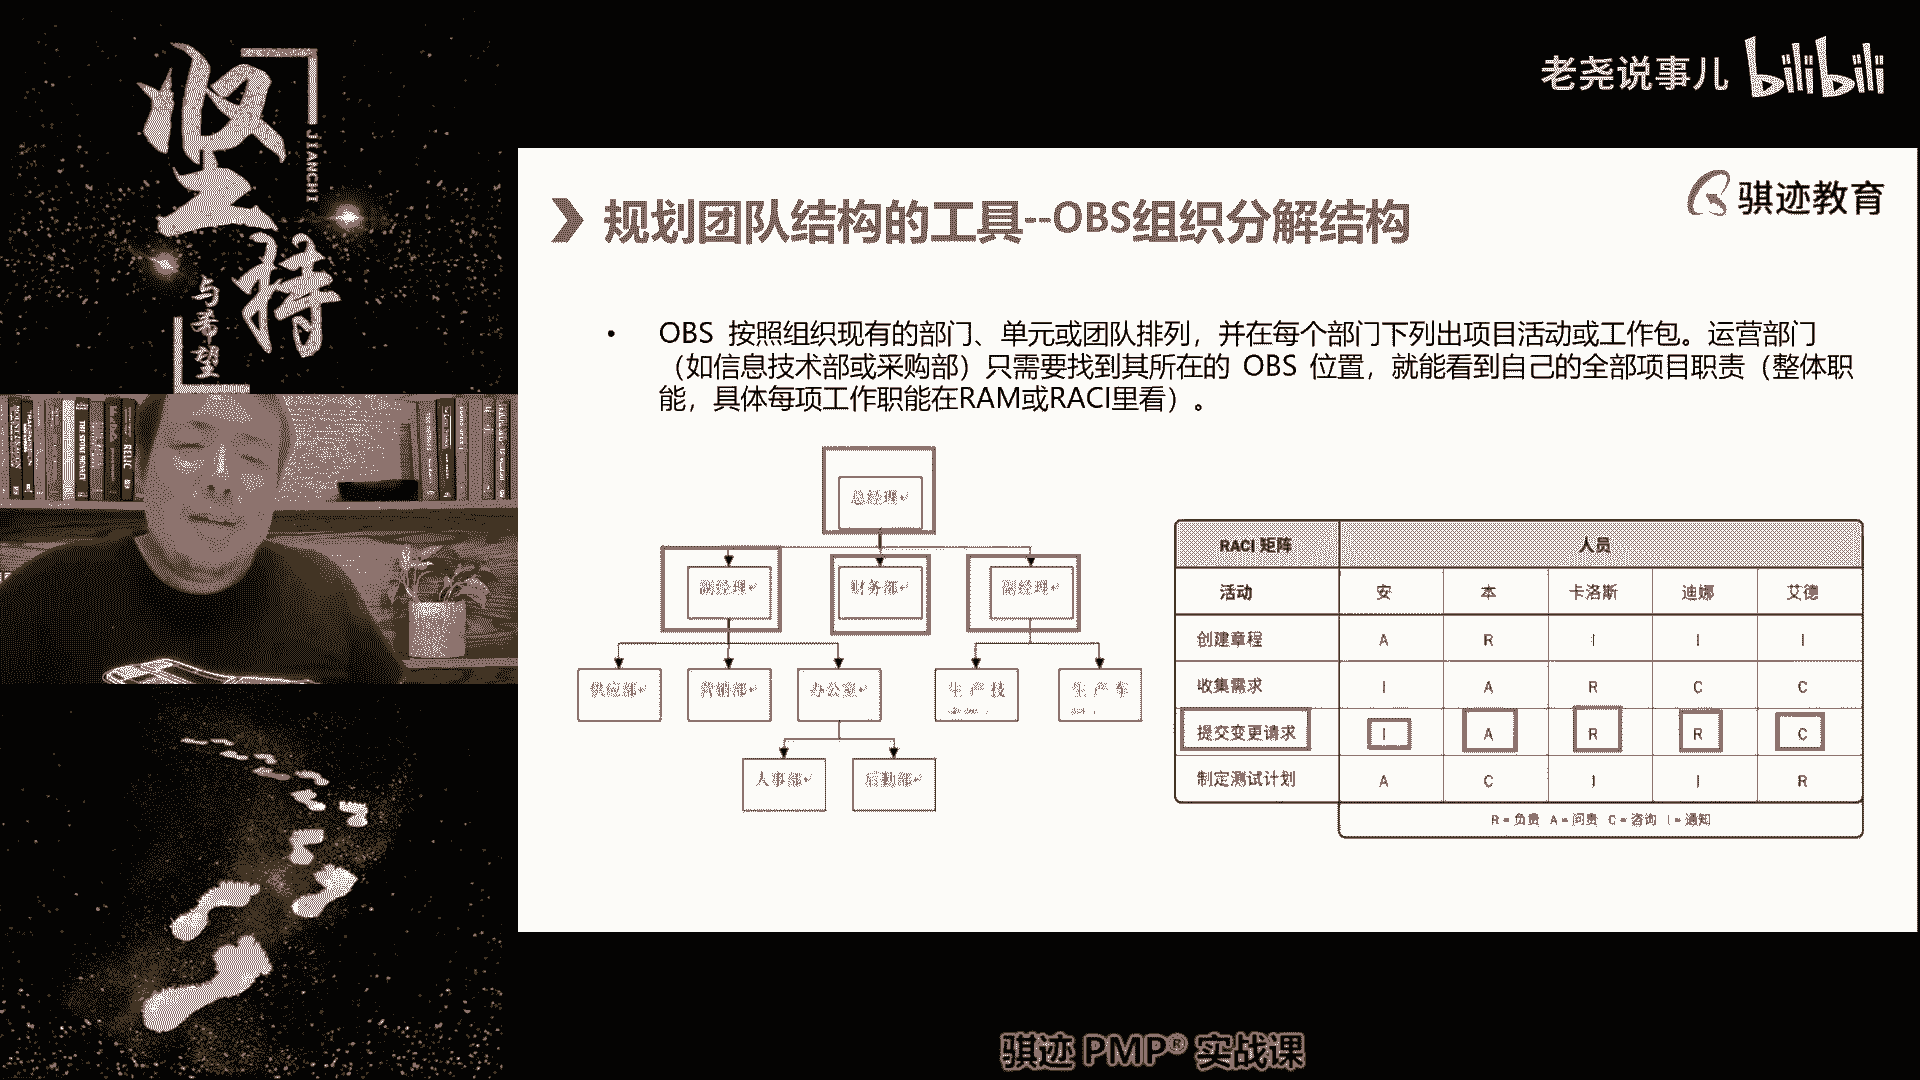 坚持
JIANCHI
与希望
老尧说事儿 bilibili
骐迹教育
规划团队结构的工具--OBS组织分解结构
• OBS 按照组织现有的部门、单元或团队排列，并在每个部门下列出项目活动或工作包。运营部门
（如信息技术部或采购部）只需要找到其所在的 OBS 位置，就能看到自己的全部项目职责（整体职
能，具体每项工作职能在RAM或RACI里看）。
总经理
副经理 财务部 副经理
供应部 营销部 办公室 生产技 生产车
人事部 后勤部
RACI 矩阵 人员
活动 安 本 卡洛斯 迪娜 艾德
创建章程 A R I I I
收集需求 I A R C C
提交变更请求 I A R R C
制定测试计划 A C I I R
R = 负责 A = 问责 C = 咨询 I = 通知
骐迹 PMP® 实战课